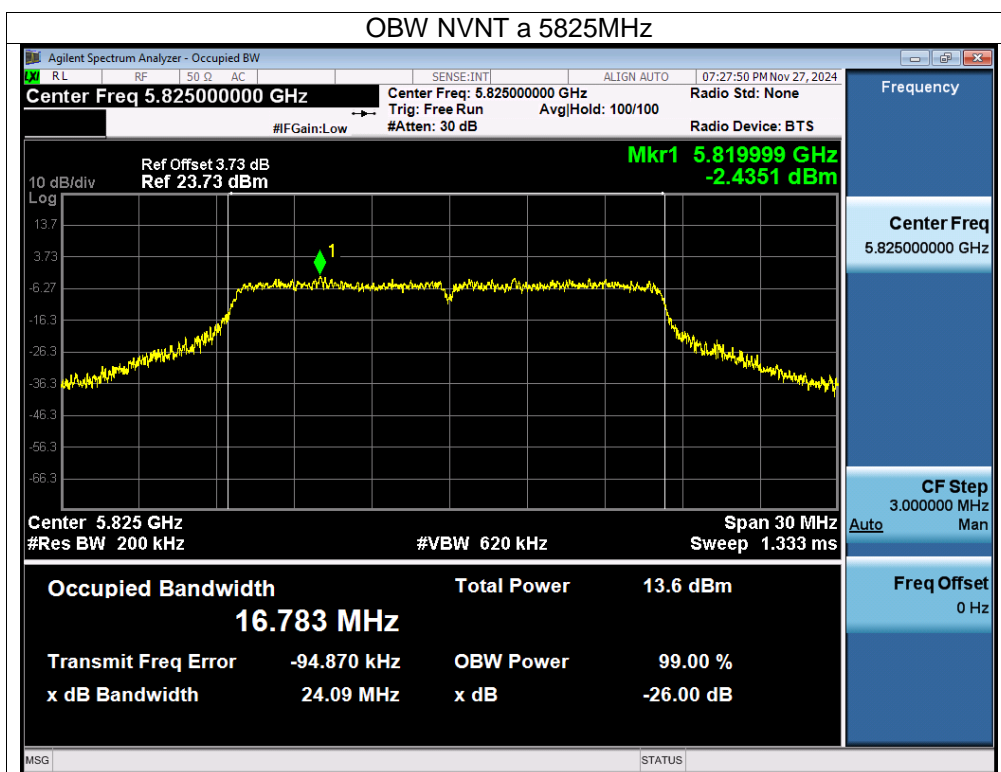 OBW NVNT a 5825MHz
Agilent Spectrum Analyzer - Occupied BW
LXI RL RF 50 Ω AC SENSE:INT ALIGN AUTO 07:27:50 PM Nov 27, 2024
Center Freq 5.825000000 GHz
Center Freq: 5.825000000 GHz Radio Std: None
Trig: Free Run Avg|Hold: 100/100
#IFGain:Low #Atten: 30 dB Radio Device: BTS
Frequency
Mkr1 5.819999 GHz
-2.4351 dBm
Ref Offset 3.73 dB
10 dB/div Ref 23.73 dBm
Log
13.7
3.73
-6.27
-16.3
-26.3
-36.3
-46.3
-56.3
-66.3
1
Center 5.825 GHz Span 30 MHz
#Res BW 200 kHz #VBW 620 kHz Sweep 1.333 ms
Center Freq
5.825000000 GHz
CF Step
3.000000 MHz
Auto Man
Freq Offset
0 Hz
Occupied Bandwidth Total Power 13.6 dBm
16.783 MHz
Transmit Freq Error -94.870 kHz OBW Power 99.00 %
x dB Bandwidth 24.09 MHz x dB -26.00 dB
MSG STATUS